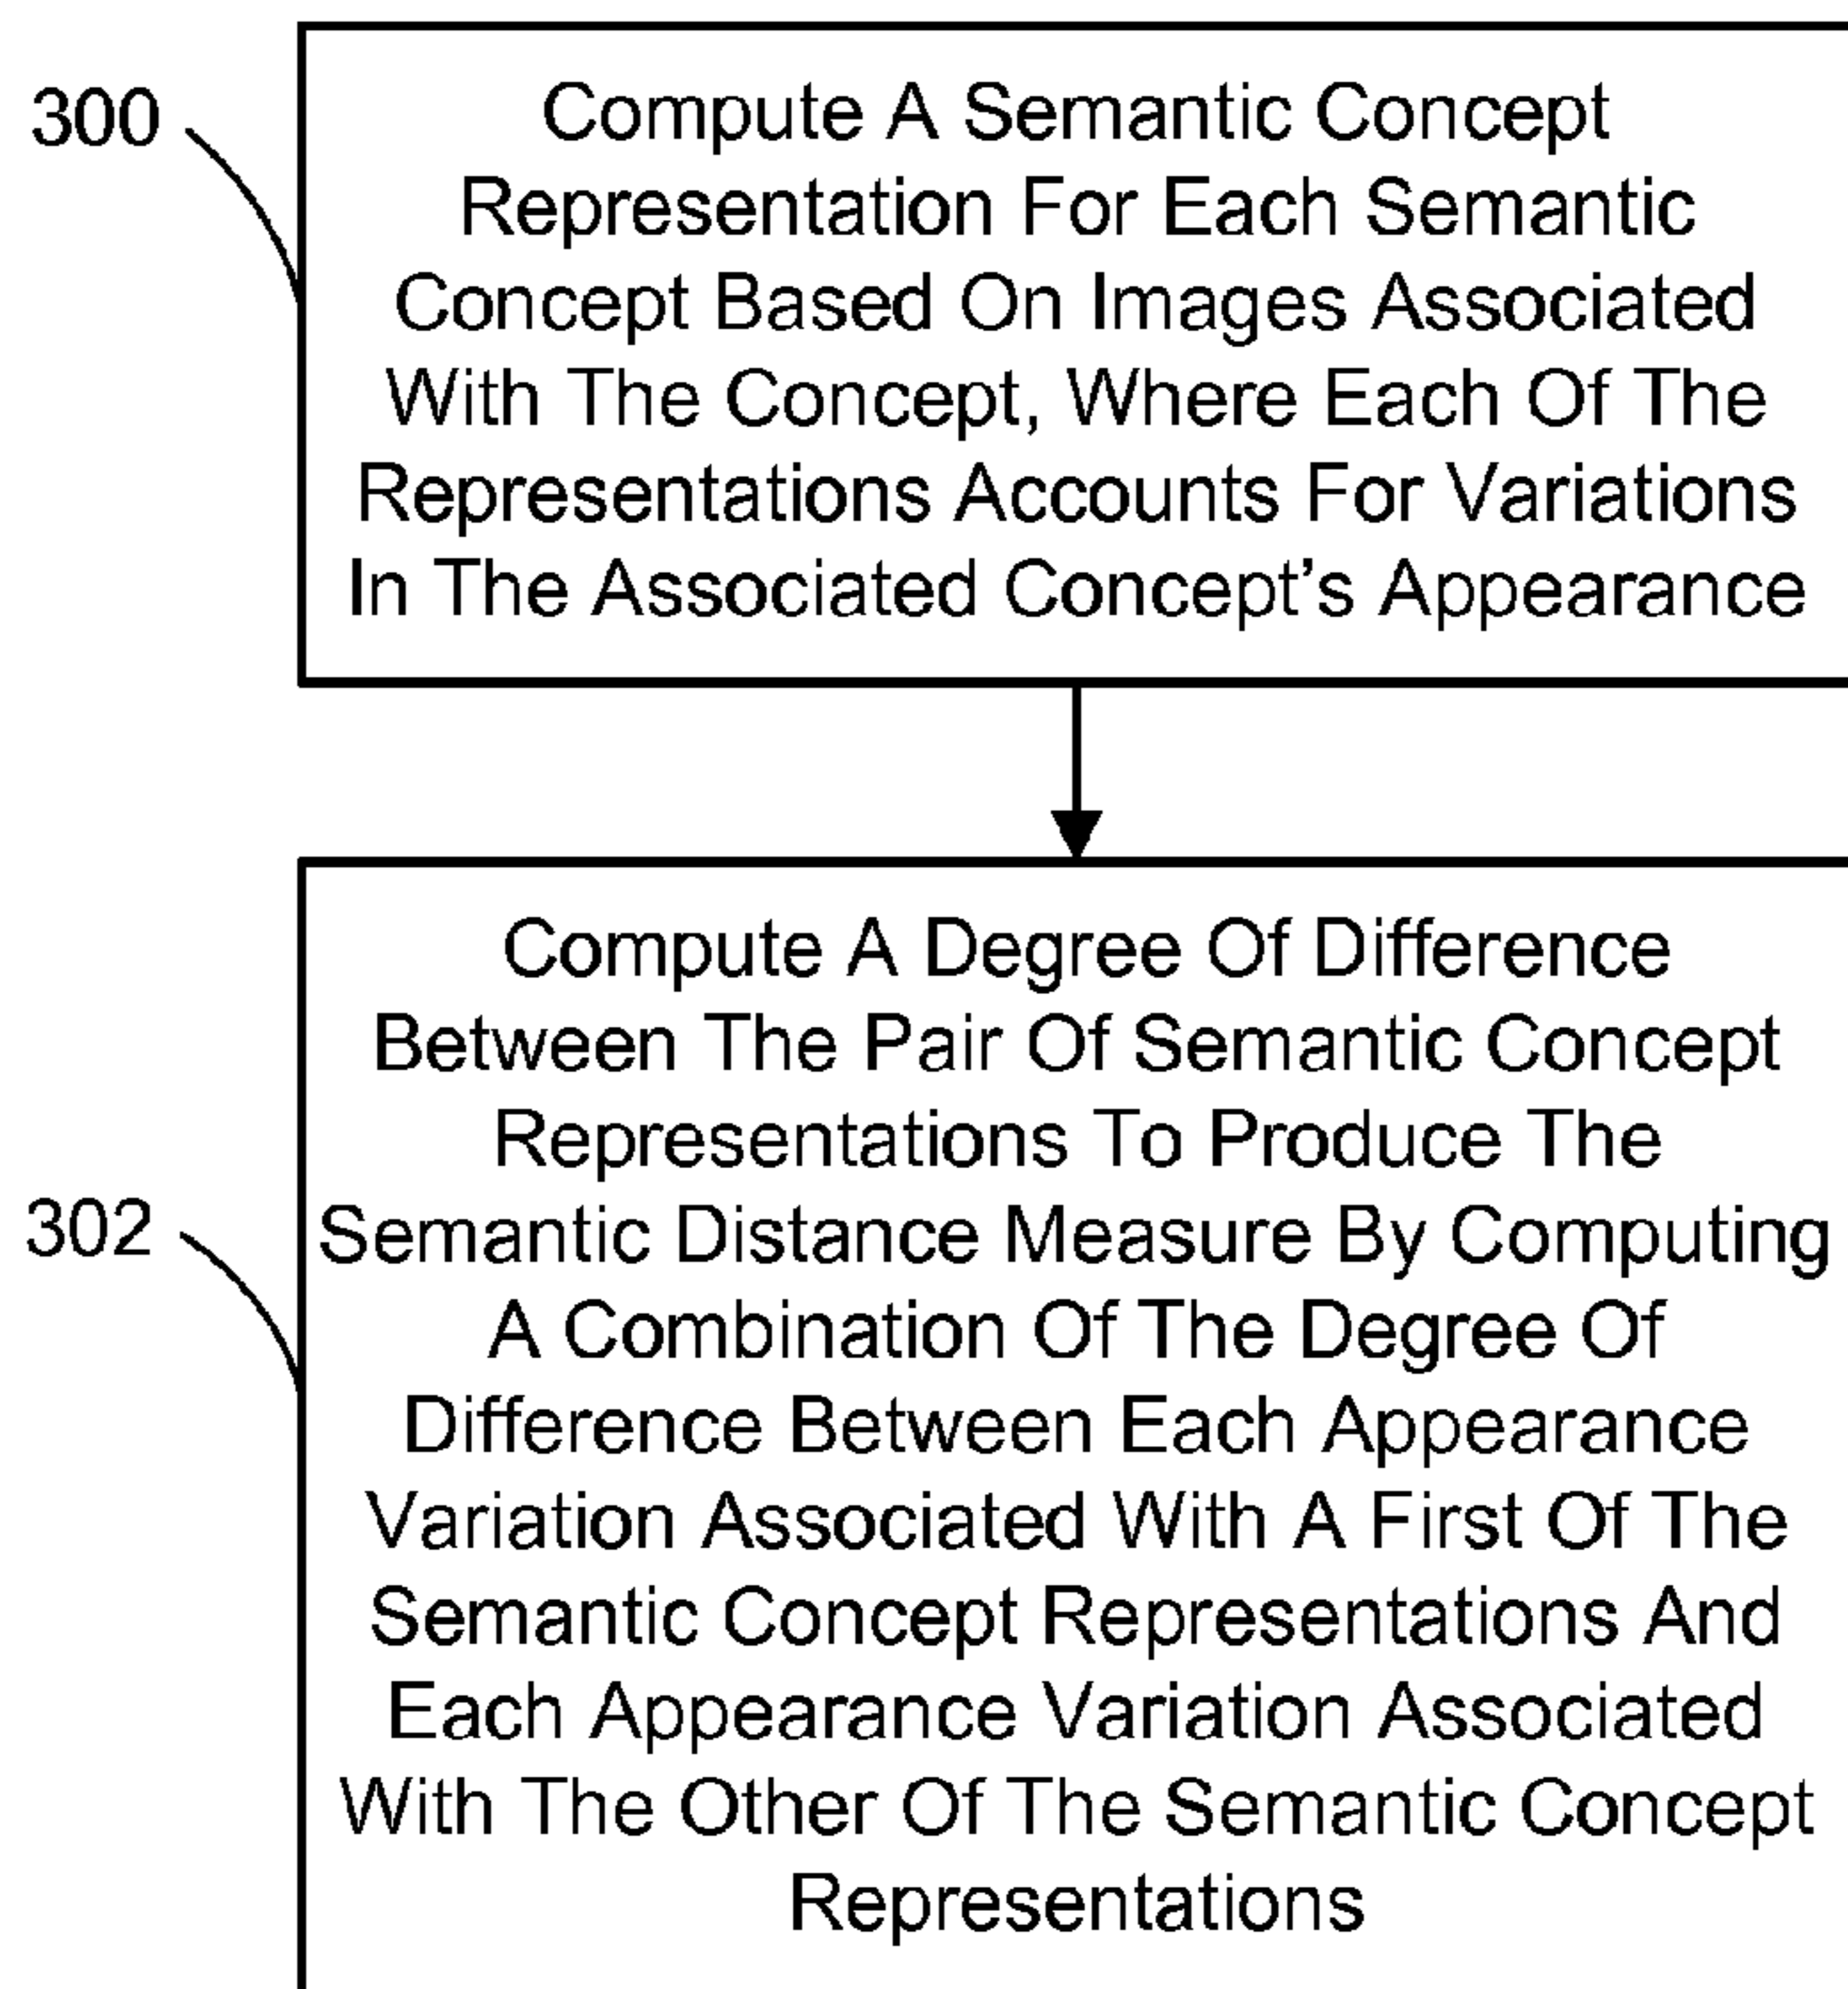 300
Compute A Semantic Concept
Representation For Each Semantic
Concept Based On Images Associated
With The Concept, Where Each Of The
Representations Accounts For Variations
In The Associated Concept’s Appearance
302
Compute A Degree Of Difference
Between The Pair Of Semantic Concept
Representations To Produce The
Semantic Distance Measure By Computing
A Combination Of The Degree Of
Difference Between Each Appearance
Variation Associated With A First Of The
Semantic Concept Representations And
Each Appearance Variation Associated
With The Other Of The Semantic Concept
Representations